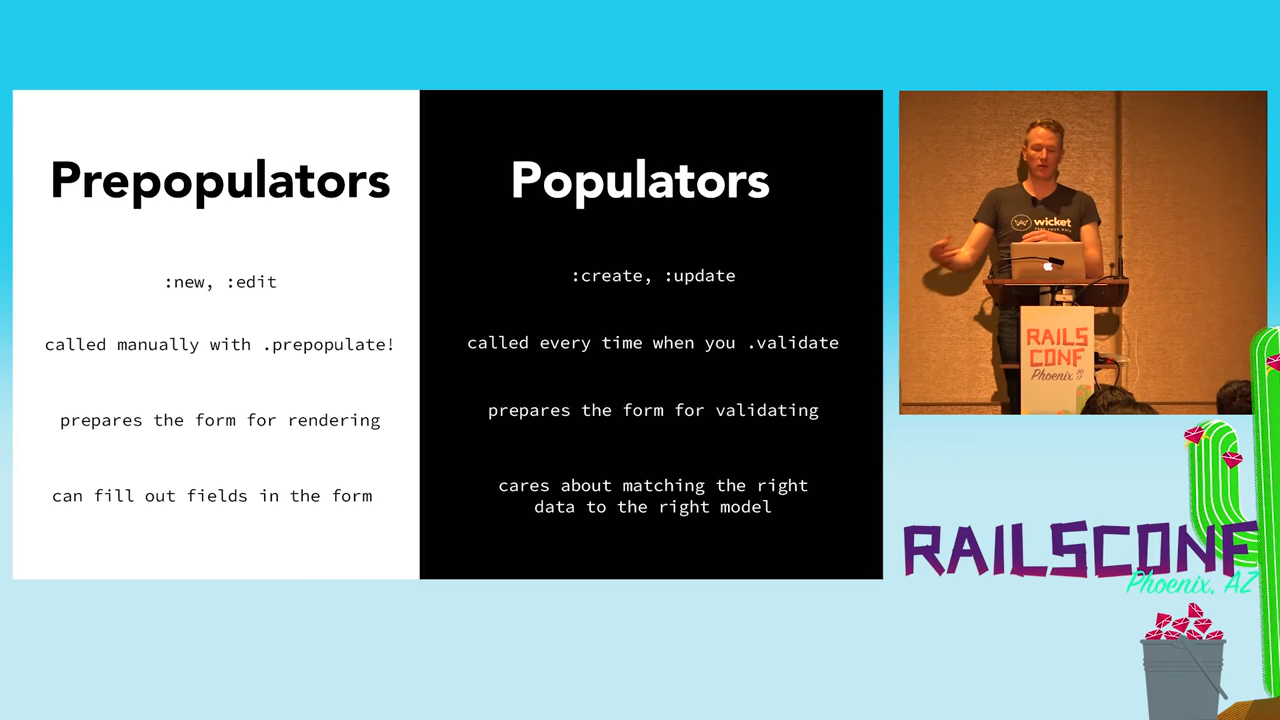 Prepopulators
:new, :edit
called manually with .prepopulate!
prepares the form for rendering
can fill out fields in the form
Populators
:create, :update
called every time when you .validate
prepares the form for validating
cares about matching the right
data to the right model
wicket
RAILS
CONF
Phoenix 2017
RAILSCONF
Phoenix, AZ